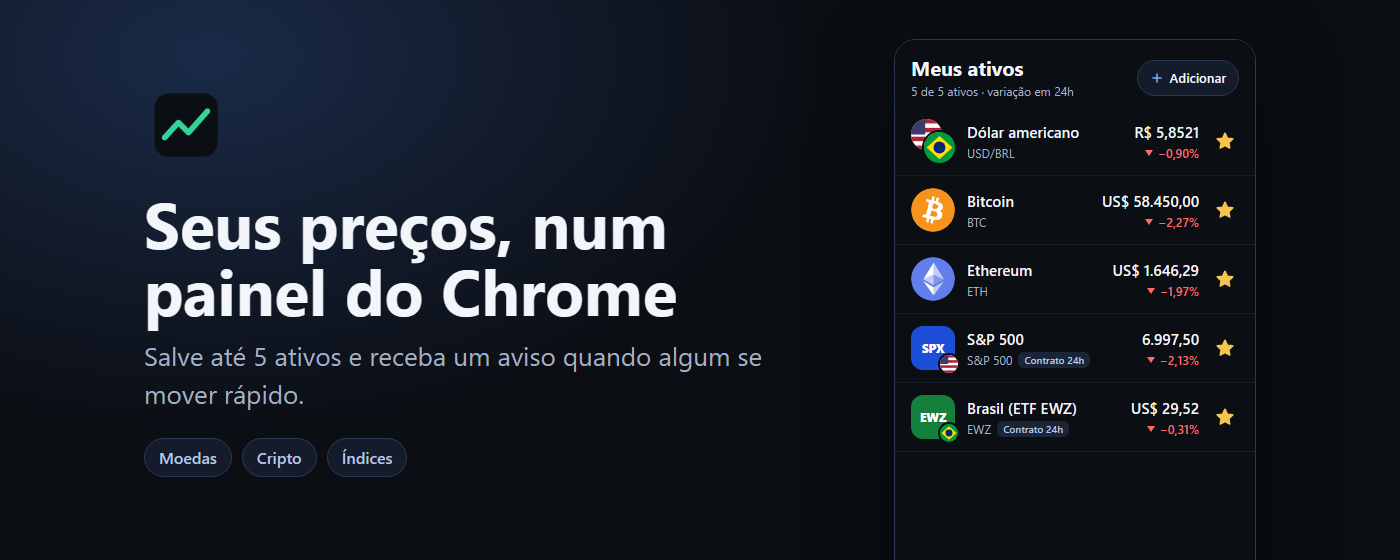 Seus preços, num
painel do Chrome
Salve até 5 ativos e receba um aviso quando algum se
mover rápido.
Moedas
Cripto
Índices
Meus ativos
5 de 5 ativos · variação em 24h
+ Adicionar
Dólar americano
USD/BRL
R$ 5,8521
▼ −0,90%
Bitcoin
BTC
US$ 58.450,00
▼ −2,27%
Ethereum
ETH
US$ 1.646,29
▼ −1,97%
SPX
S&P 500
S&P 500 Contrato 24h
6.997,50
▼ −2,13%
EWZ
Brasil (ETF EWZ)
EWZ Contrato 24h
US$ 29,52
▼ −0,31%